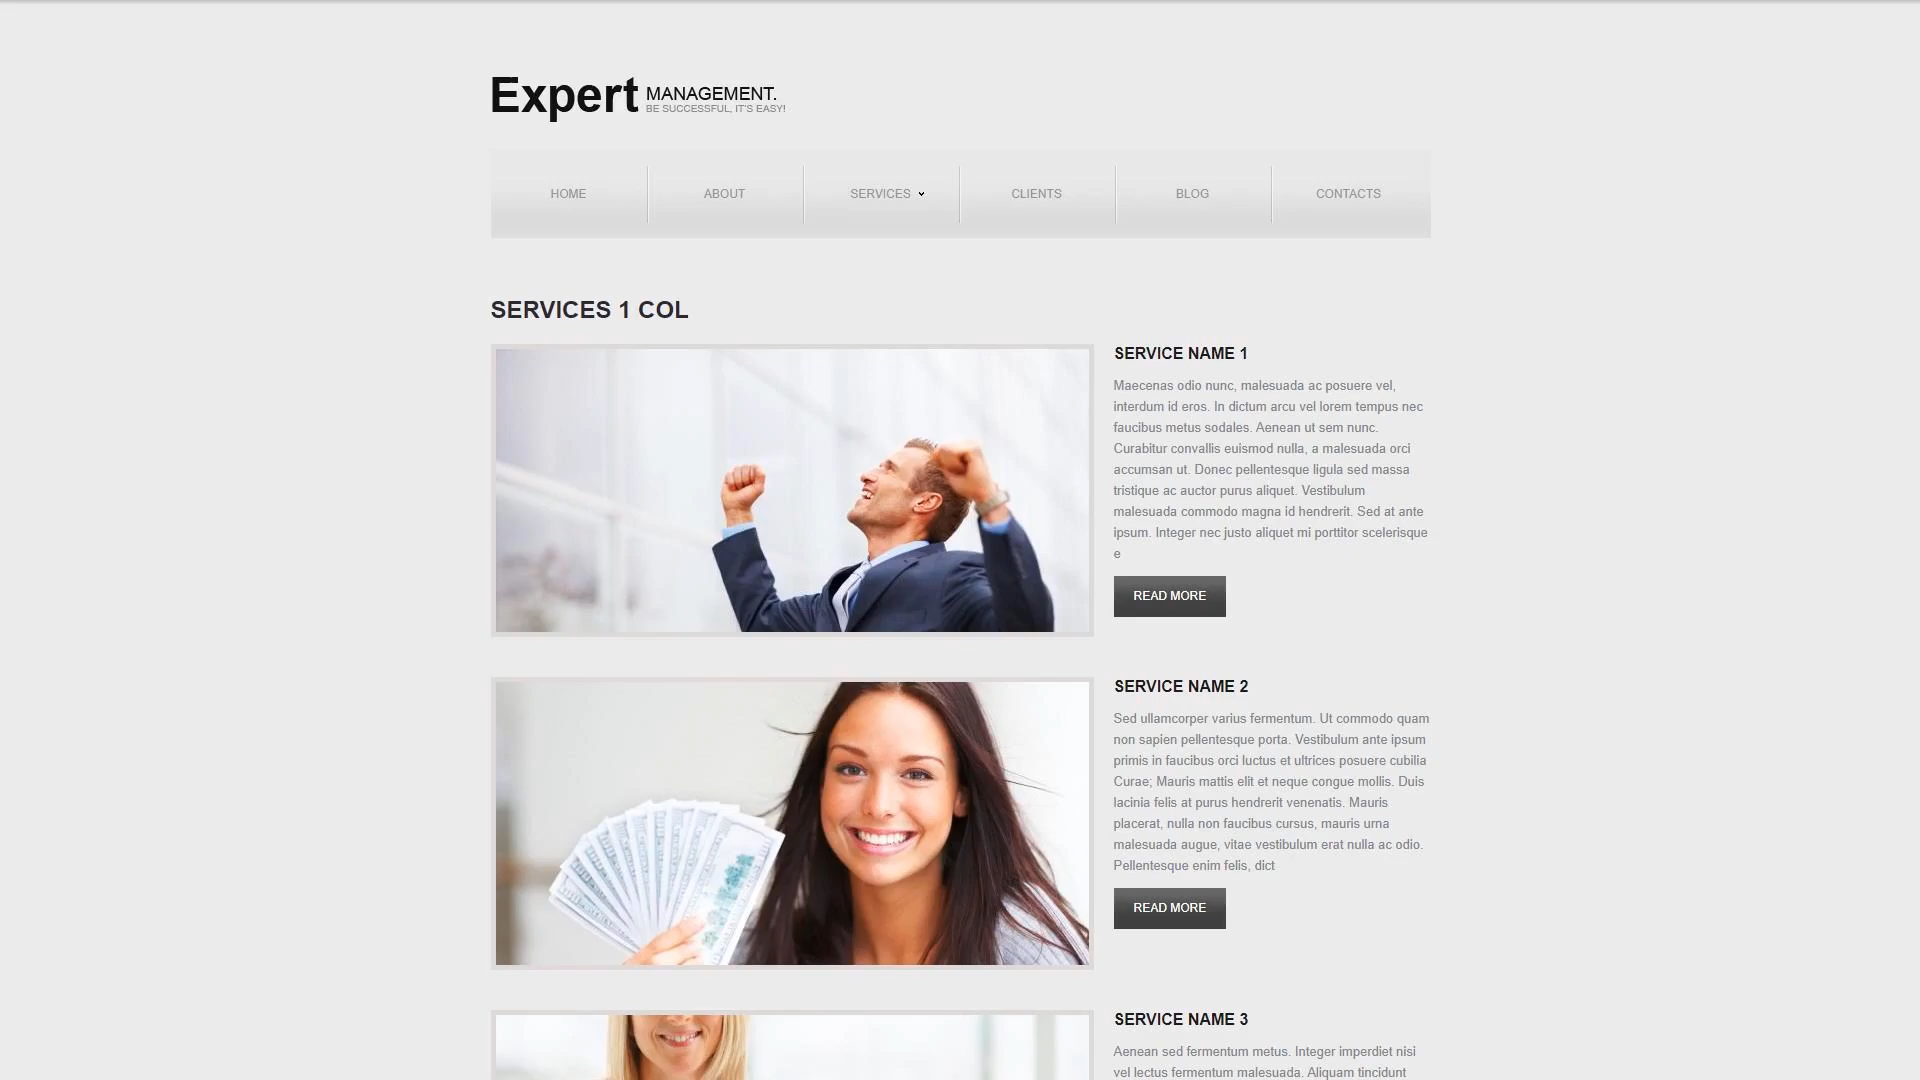 Expert MANAGEMENT.
BE SUCCESSFUL, IT'S EASY!
HOME ABOUT SERVICES CLIENTS BLOG CONTACTS
SERVICES 1 COL
SERVICE NAME 1
Maecenas odio nunc, malesuada ac posuere vel,
interdum id eros. In dictum arcu vel lorem tempus nec
faucibus metus sodales. Aenean ut sem nunc.
Curabitur convallis euismod nulla, a malesuada orci
accumsan ut. Donec pellentesque ligula sed massa
tristique ac auctor purus aliquet. Vestibulum
malesuada commodo magna id hendrerit. Sed at ante
ipsum. Integer nec justo aliquet mi porttitor scelerisque
e
READ MORE
SERVICE NAME 2
Sed ullamcorper varius fermentum. Ut commodo quam
non sapien pellentesque porta. Vestibulum ante ipsum
primis in faucibus orci luctus et ultrices posuere cubilia
Curae; Mauris mattis elit et neque congue mollis. Duis
lacinia felis at purus hendrerit venenatis. Mauris
placerat, nulla non faucibus cursus, mauris urna
malesuada augue, vitae vestibulum erat nulla ac odio.
Pellentesque enim felis, dict
READ MORE
SERVICE NAME 3
Aenean sed fermentum metus. Integer imperdiet nisi
vel lectus fermentum malesuada. Aliquam tincidunt